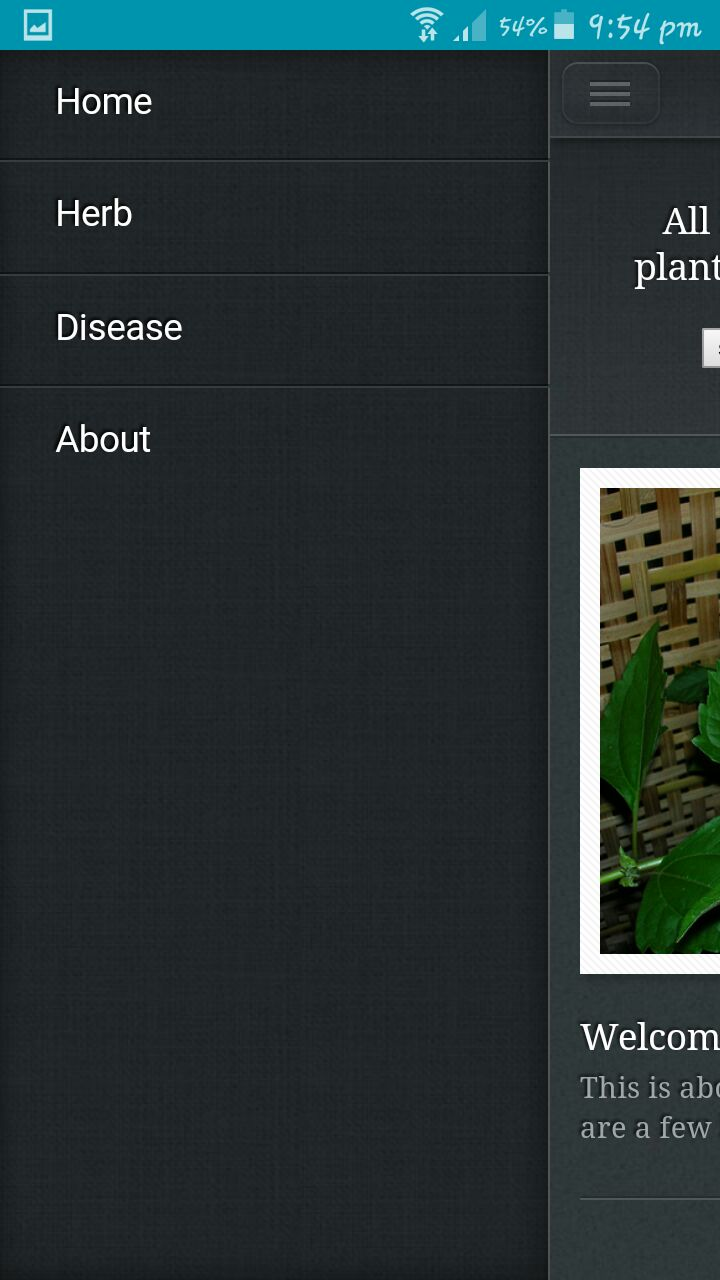 54% 9:54 pm
Home
Herb
Disease
About
All
plant
Welcom
This is abo
are a few